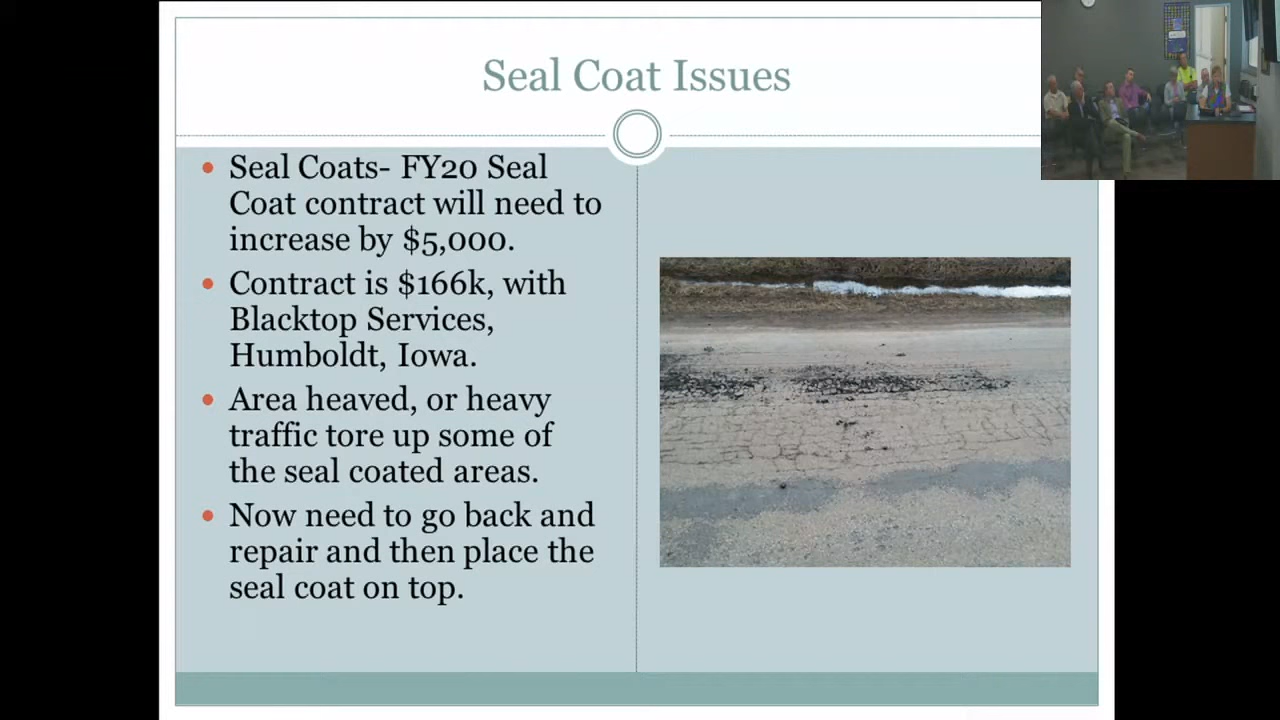 Seal Coat Issues
• Seal Coats- FY20 Seal
Coat contract will need to
increase by $5,000.
• Contract is $166k, with
Blacktop Services,
Humboldt, Iowa.
• Area heaved, or heavy
traffic tore up some of
the seal coated areas.
• Now need to go back and
repair and then place the
seal coat on top.